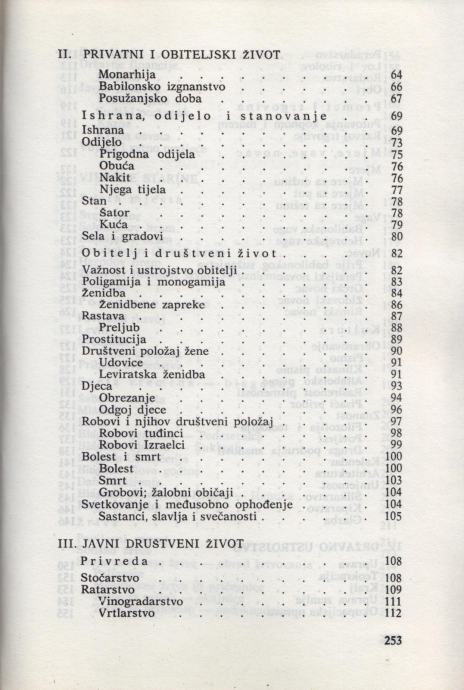 II. PRIVATNI I OBITELJSKI ŽIVOT
Monarhija . . . . . . . . . . 64
Babilonsko izgnanstvo . . . . . . . 66
Posužanjsko doba . . . . . . . . 67
Ishrana, odijelo i stanovanje . 69
Ishrana . . . . . . . . . . . 69
Odijelo . . . . . . . . . . . 73
Prigodna odijela . . . . . . . . 75
Obuća . . . . . . . . . . . 76
Nakit . . . . . . . . . . . 76
Njega tijela . . . . . . . . . 77
Stan . . . . . . . . . . . . 78
Šator . . . . . . . . . . . 78
Kuća . . . . . . . . . . . 79
Sela i gradovi . . . . . . . . . 80
Obitelj i društveni život . . . . 82
Važnost i ustrojstvo obitelji . . . . . . 82
Poligamija i monogamija . . . . . . . 83
Ženidba . . . . . . . . . . . 84
Ženidbene zapreke . . . . . . . . 86
Rastava . . . . . . . . . . . 87
Preljub . . . . . . . . . . 88
Prostitucija . . . . . . . . . . 89
Društveni položaj žene . . . . . . . 90
Udovice . . . . . . . . . . 91
Leviratska ženidba . . . . . . . . 91
Djeca . . . . . . . . . . . . 93
Obrezanje . . . . . . . . . . 94
Odgoj djece . . . . . . . . . 96
Robovi i njihov društveni položaj . . . . . 97
Robovi tuđinci . . . . . . . . 98
Robovi Izraelci . . . . . . . . 99
Bolest i smrt . . . . . . . . . 100
Bolest . . . . . . . . . . 100
Smrt . . . . . . . . . . . 103
Grobovi; žalobni običaji . . . . . . 104
Svetkovanje i međusobno ophođenje . . . . 104
Sastanci, slavlja i svečanosti . . . . . 105
III. JAVNI DRUŠTVENI ŽIVOT
Privreda . . . . . . . . . 108
Stočarstvo . . . . . . . . . . 108
Ratarstvo . . . . . . . . . . 109
Vinogradarstvo . . . . . . . . 111
Vrtlarstvo . . . . . . . . . 112
253